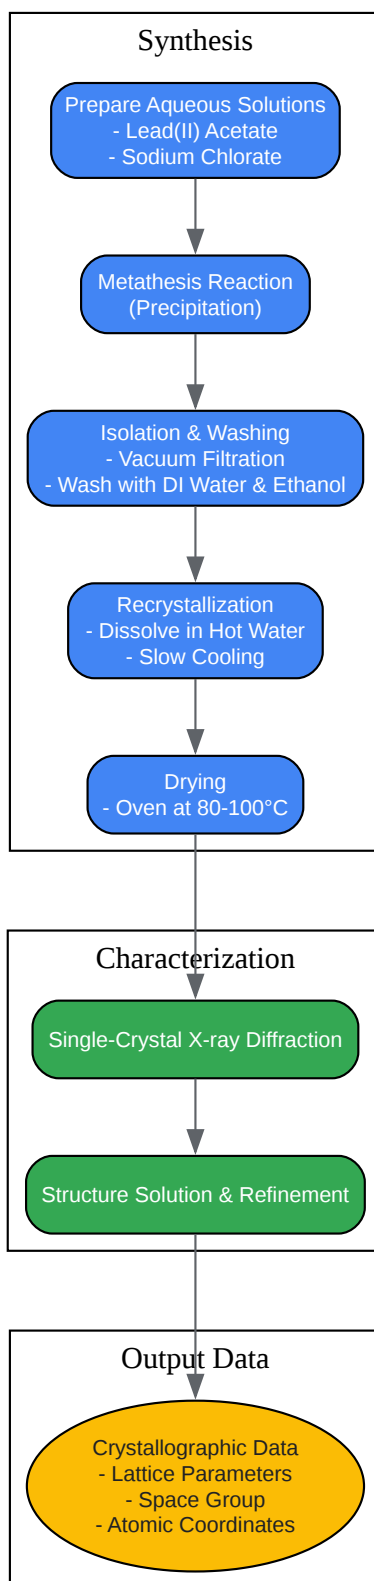 Synthesis
Prepare Aqueous Solutions
- Lead(II) Acetate
- Sodium Chlorate
Metathesis Reaction
(Precipitation)
Isolation & Washing
- Vacuum Filtration
- Wash with DI Water & Ethanol
Recrystallization
- Dissolve in Hot Water
- Slow Cooling
Drying
- Oven at 80-100°C
Characterization
Single-Crystal X-ray Diffraction
Structure Solution & Refinement
Output Data
Crystallographic Data
- Lattice Parameters
- Space Group
- Atomic Coordinates